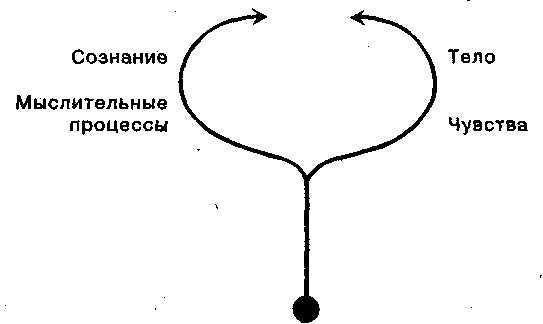 Сознание
Мыслительные
процессы
Тело
Чувства